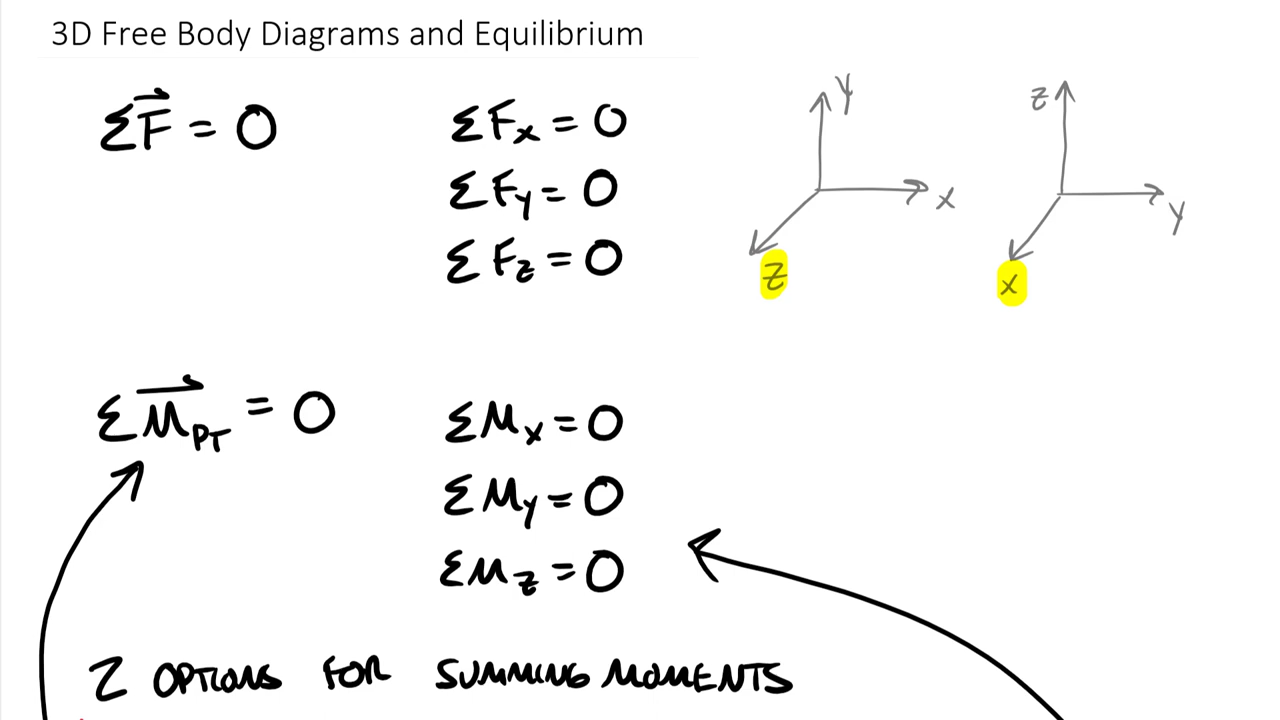 3D Free Body Diagrams and Equilibrium
ΣF⃗ = 0
ΣFx = 0
ΣFy = 0
ΣFz = 0
y
x
z
z
y
x
ΣM⃗PT = 0
ΣMx = 0
ΣMy = 0
ΣMz = 0
2 OPTIONS FOR SUMMING MOMENTS